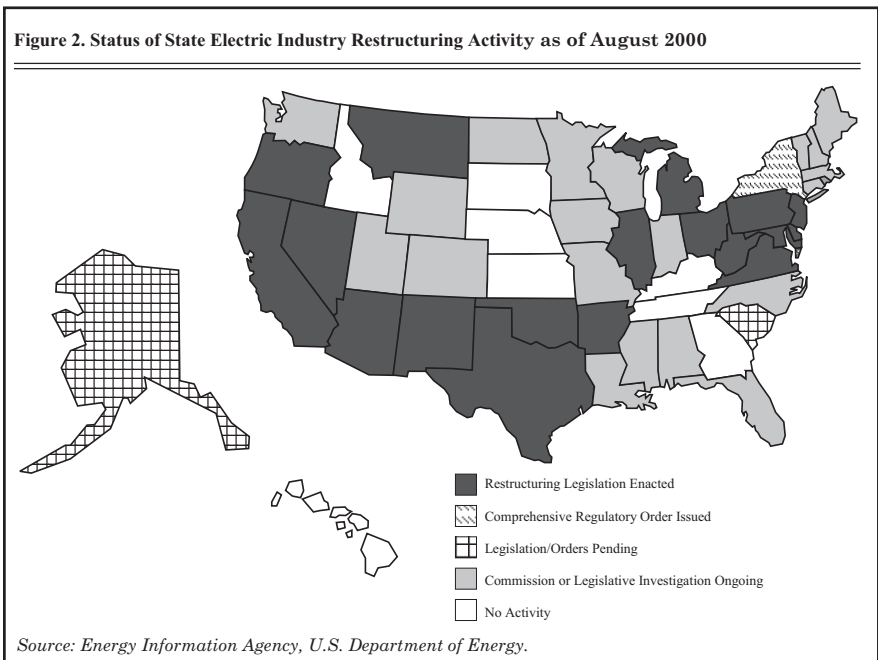 Figure 2. Status of State Electric Industry Restructuring Activity as of August 2000
Restructuring Legislation Enacted
Comprehensive Regulatory Order Issued
Legislation/Orders Pending
Commission or Legislative Investigation Ongoing
No Activity
Source: Energy Information Agency, U.S. Department of Energy.